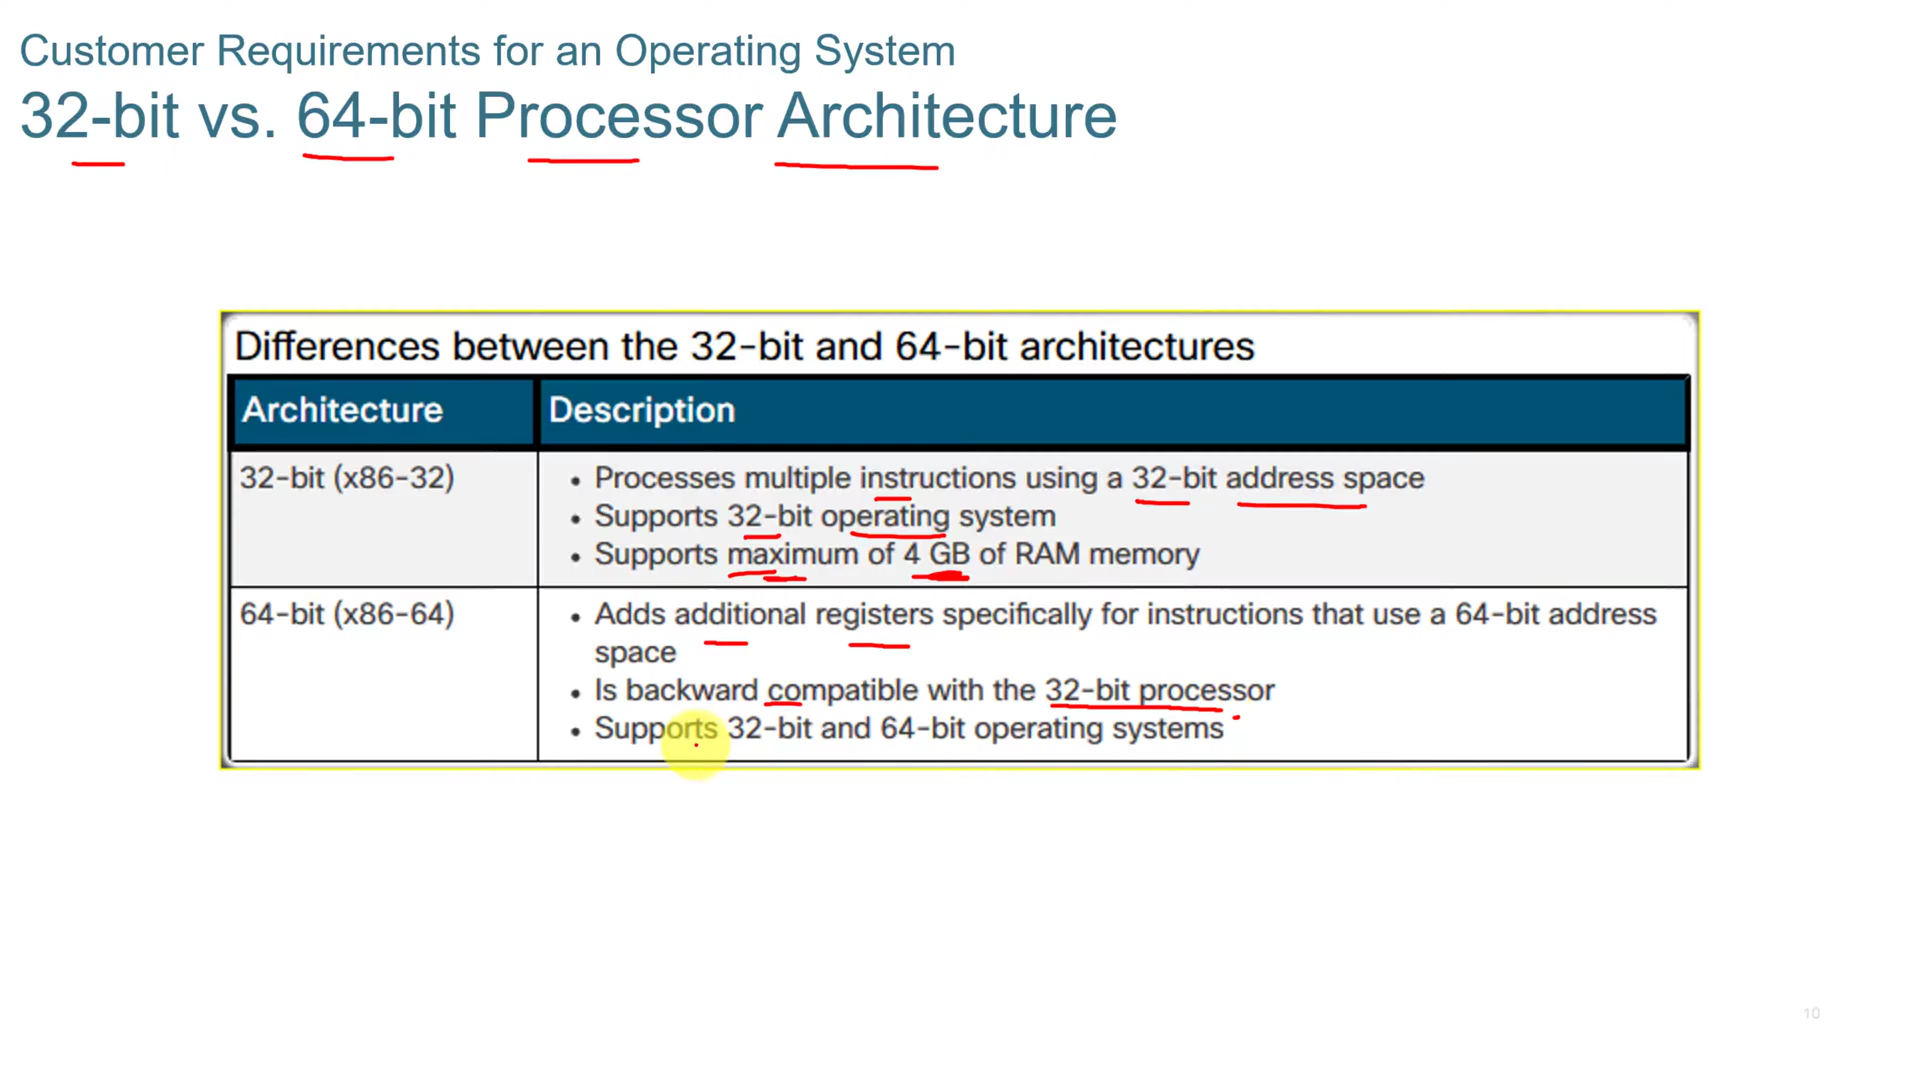 Customer Requirements for an Operating System
32-bit vs. 64-bit Processor Architecture
Differences between the 32-bit and 64-bit architectures
Architecture
Description
32-bit (x86-32)
• Processes multiple instructions using a 32-bit address space
• Supports 32-bit operating system
• Supports maximum of 4 GB of RAM memory
64-bit (x86-64)
• Adds additional registers specifically for instructions that use a 64-bit address
space
• Is backward compatible with the 32-bit processor
• Supports 32-bit and 64-bit operating systems
10